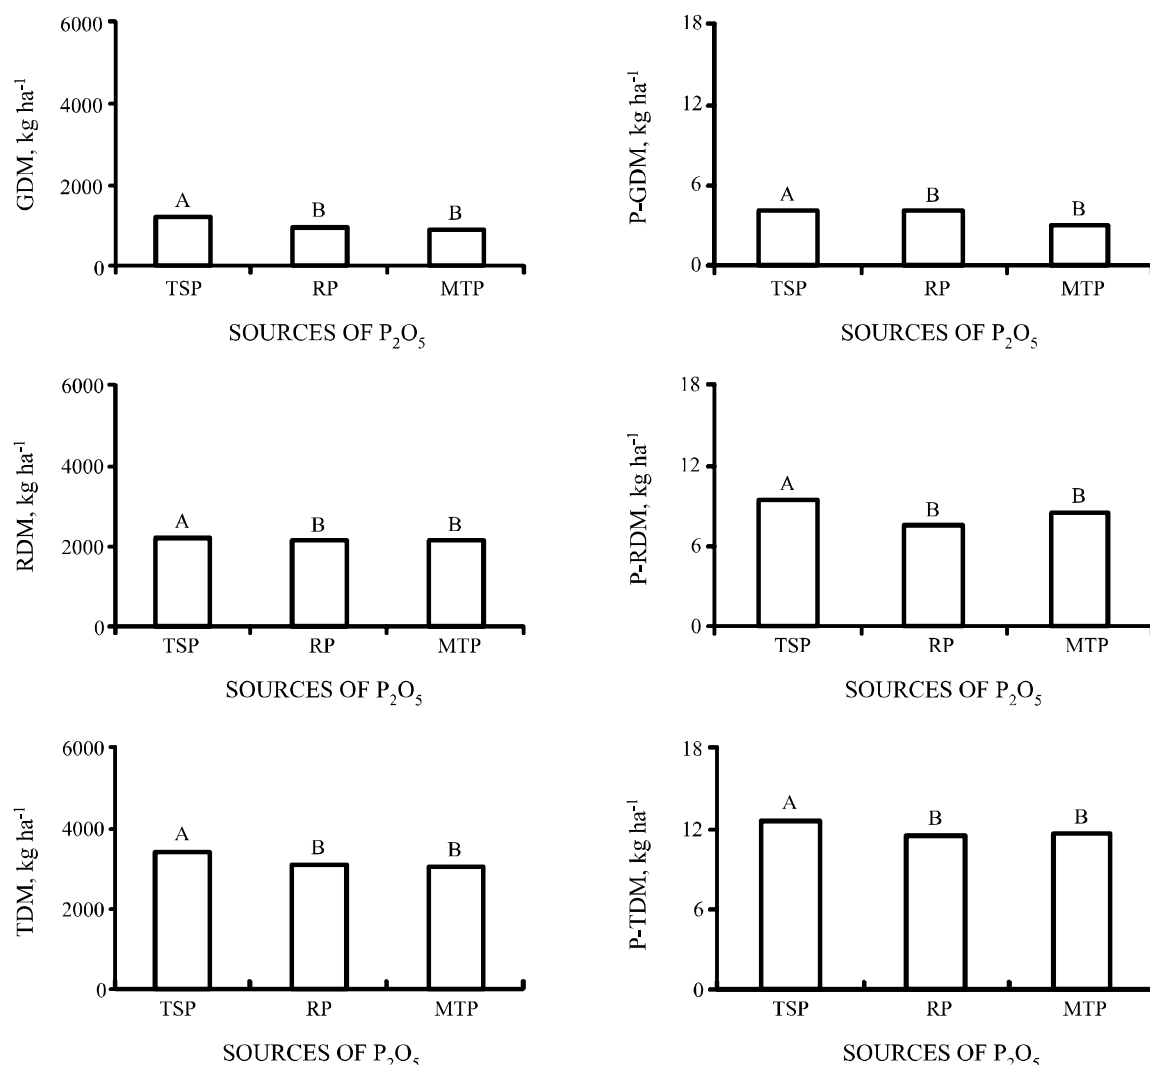 6000
4000
2000
0
GDM, kg ha⁻¹
A
B
B
TSP
RP
MTP
SOURCES OF P₂O₅
18
12
6
0
P-GDM, kg ha⁻¹
A
B
B
TSP
RP
MTP
SOURCES OF P₂O₅
6000
4000
2000
0
RDM, kg ha⁻¹
A
B
B
TSP
RP
MTP
SOURCES OF P₂O₅
18
12
6
0
P-RDM, kg ha⁻¹
A
B
B
TSP
RP
MTP
SOURCES OF P₂O₅
6000
4000
2000
0
TDM, kg ha⁻¹
A
B
B
TSP
RP
MTP
SOURCES OF P₂O₅
18
12
6
0
P-TDM, kg ha⁻¹
A
B
B
TSP
RP
MTP
SOURCES OF P₂O₅